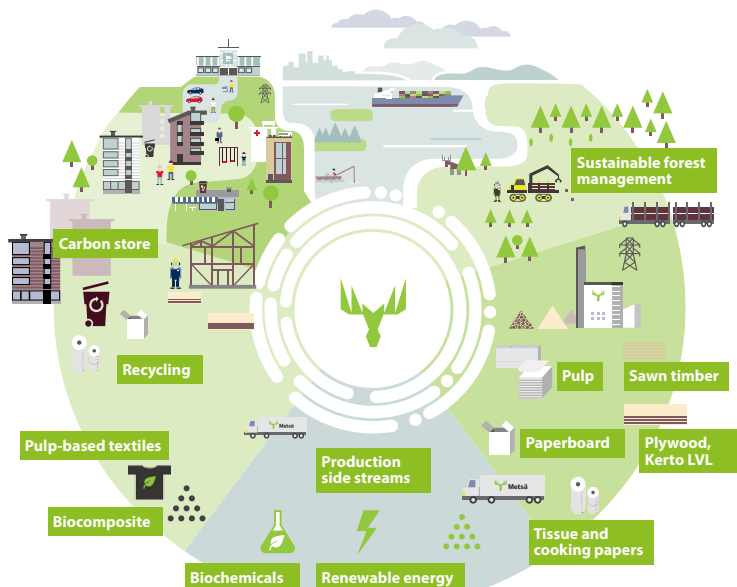 Sustainable forest
management
Carbon store
Recycling
Pulp
Sawn timber
Pulp-based textiles
Metsä
Paperboard
Plywood,
Kerto LVL
Production
side streams
Metsä
Biocomposite
Tissue and
cooking papers
Biochemicals
Renewable energy